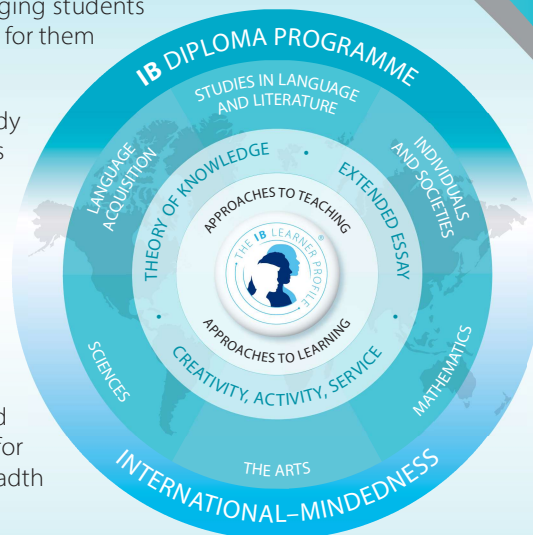 ging students
for them
dy
s
d
for
adth
IB DIPLOMA PROGRAMME
STUDIES IN LANGUAGE
AND LITERATURE
LANGUAGE
ACQUISITION
INDIVIDUALS
AND SOCIETIES
THEORY OF KNOWLEDGE
EXTENDED ESSAY
APPROACHES TO TEACHING
THE IB LEARNER PROFILE
®
APPROACHES TO LEARNING
CREATIVITY, ACTIVITY, SERVICE
SCIENCES
MATHEMATICS
THE ARTS
INTERNATIONAL–MINDEDNESS